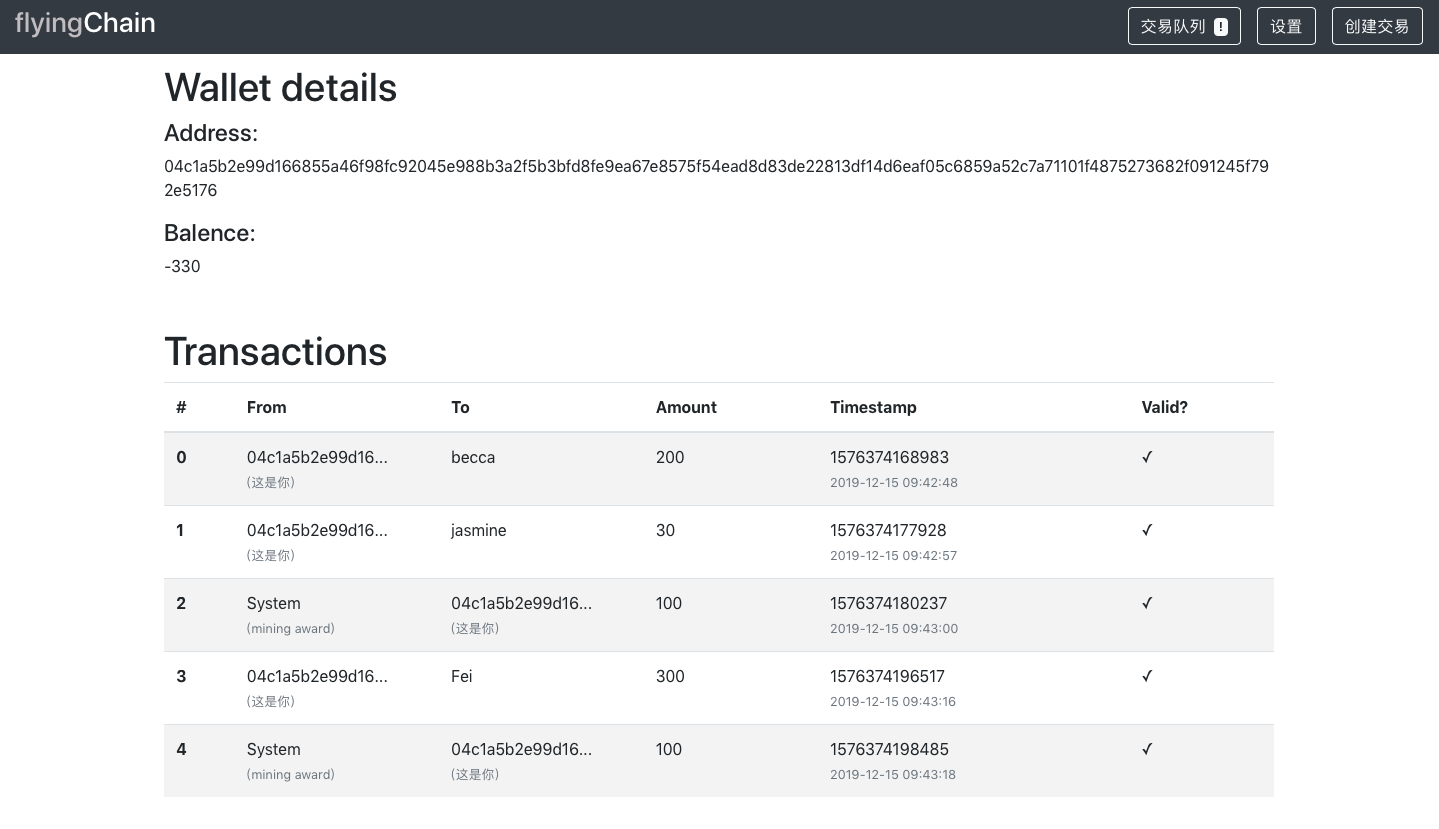 flyingChain
交易队列 !
设置
创建交易
Wallet details
Address:
04c1a5b2e99d166855a46f98fc92045e988b3a2f5b3bfd8fe9ea67e8575f54ead8d83de22813df14d6eaf05c6859a52c7a71101f4875273682f091245f79
2e5176
Balence:
-330
Transactions
# From To Amount Timestamp Valid?
0 04c1a5b2e99d16... becca 200 1576374168983 ✓
(这是你) 2019-12-15 09:42:48
1 04c1a5b2e99d16... jasmine 30 1576374177928 ✓
(这是你) 2019-12-15 09:42:57
2 System 04c1a5b2e99d16... 100 1576374180237 ✓
(mining award) (这是你) 2019-12-15 09:43:00
3 04c1a5b2e99d16... Fei 300 1576374196517 ✓
(这是你) 2019-12-15 09:43:16
4 System 04c1a5b2e99d16... 100 1576374198485 ✓
(mining award) (这是你) 2019-12-15 09:43:18